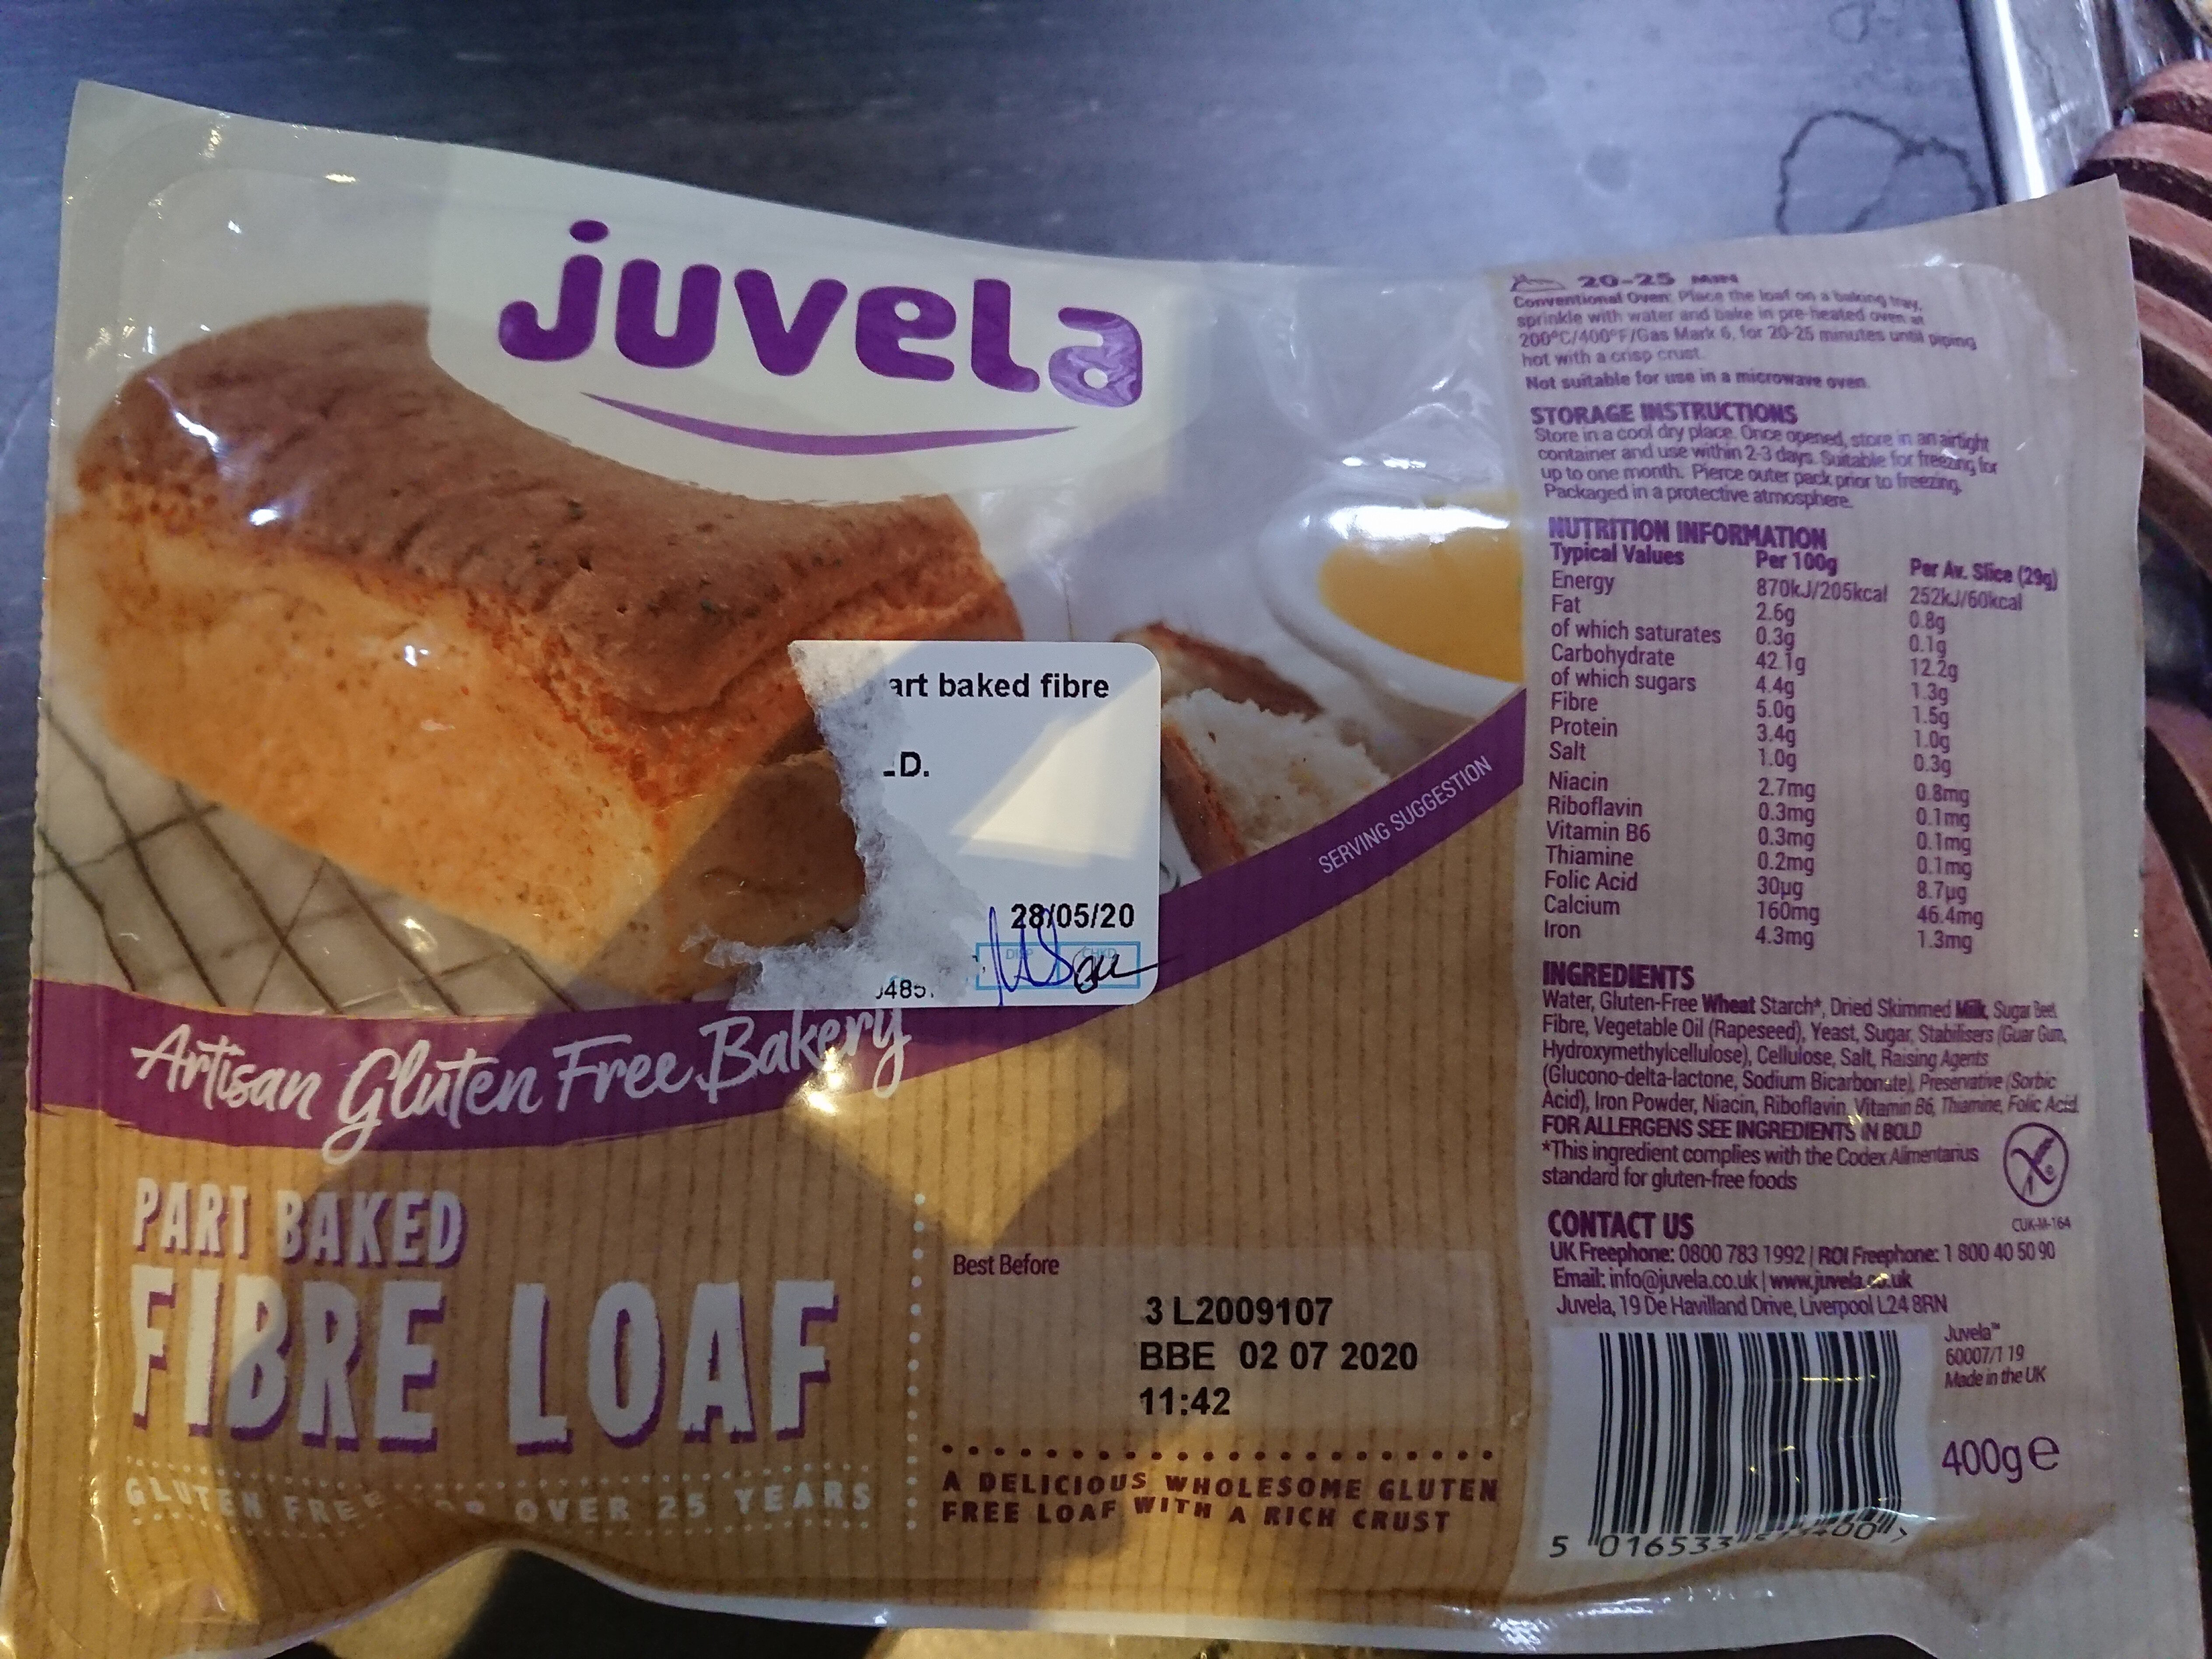 juvela
art baked fibre
D.
28/05/20
DISP
CHKD
SERVING SUGGESTION
Artisan Gluten Free Bakery
PART BAKED
FIBRE LOAF
GLUTEN FREE OVER 25 YEARS
Best Before
3 L2009107
BBE 02 07 2020
11:42
A DELICIOUS WHOLESOME GLUTEN
FREE LOAF WITH A RICH CRUST
20-25 MIN
Conventional Oven: Place the loaf on a baking tray,
sprinkle with water and bake in pre-heated oven at
200°C/400°F/Gas Mark 6, for 20-25 minutes until piping
hot with a crisp crust.
Not suitable for use in a microwave oven.
STORAGE INSTRUCTIONS
Store in a cool dry place. Once opened, store in an airtight
container and use within 2-3 days. Suitable for freezing for
up to one month. Pierce outer pack prior to freezing.
Packaged in a protective atmosphere.
NUTRITION INFORMATION
Typical Values Per 100g Per Av. Slice (29g)
Energy 870kJ/205kcal 252kJ/60kcal
Fat 2.6g 0.8g
of which saturates 0.3g 0.1g
Carbohydrate 42.1g 12.2g
of which sugars 4.4g 1.3g
Fibre 5.0g 1.5g
Protein 3.4g 1.0g
Salt 1.0g 0.3g
Niacin 2.7mg 0.8mg
Riboflavin 0.3mg 0.1mg
Vitamin B6 0.3mg 0.1mg
Thiamine 0.2mg 0.1mg
Folic Acid 30µg 8.7µg
Calcium 160mg 46.4mg
Iron 4.3mg 1.3mg
INGREDIENTS
Water, Gluten-Free Wheat Starch*, Dried Skimmed Milk, Sugar Beet
Fibre, Vegetable Oil (Rapeseed), Yeast, Sugar, Stabilisers (Guar Gum,
Hydroxymethylcellulose), Cellulose, Salt, Raising Agents
(Glucono-delta-lactone, Sodium Bicarbonate), Preservative (Sorbic
Acid), Iron Powder, Niacin, Riboflavin, Vitamin B6, Thiamine, Folic Acid.
FOR ALLERGENS SEE INGREDIENTS IN BOLD
*This ingredient complies with the Codex Alimentarius
standard for gluten-free foods
CUK-M-164
CONTACT US
UK Freephone: 0800 783 1992 | ROI Freephone: 1 800 40 50 90
Email: info@juvela.co.uk | www.juvela.co.uk
Juvela, 19 De Havilland Drive, Liverpool L24 8RN
Juvela™
60007/1 19
Made in the UK
400g e
5 016533